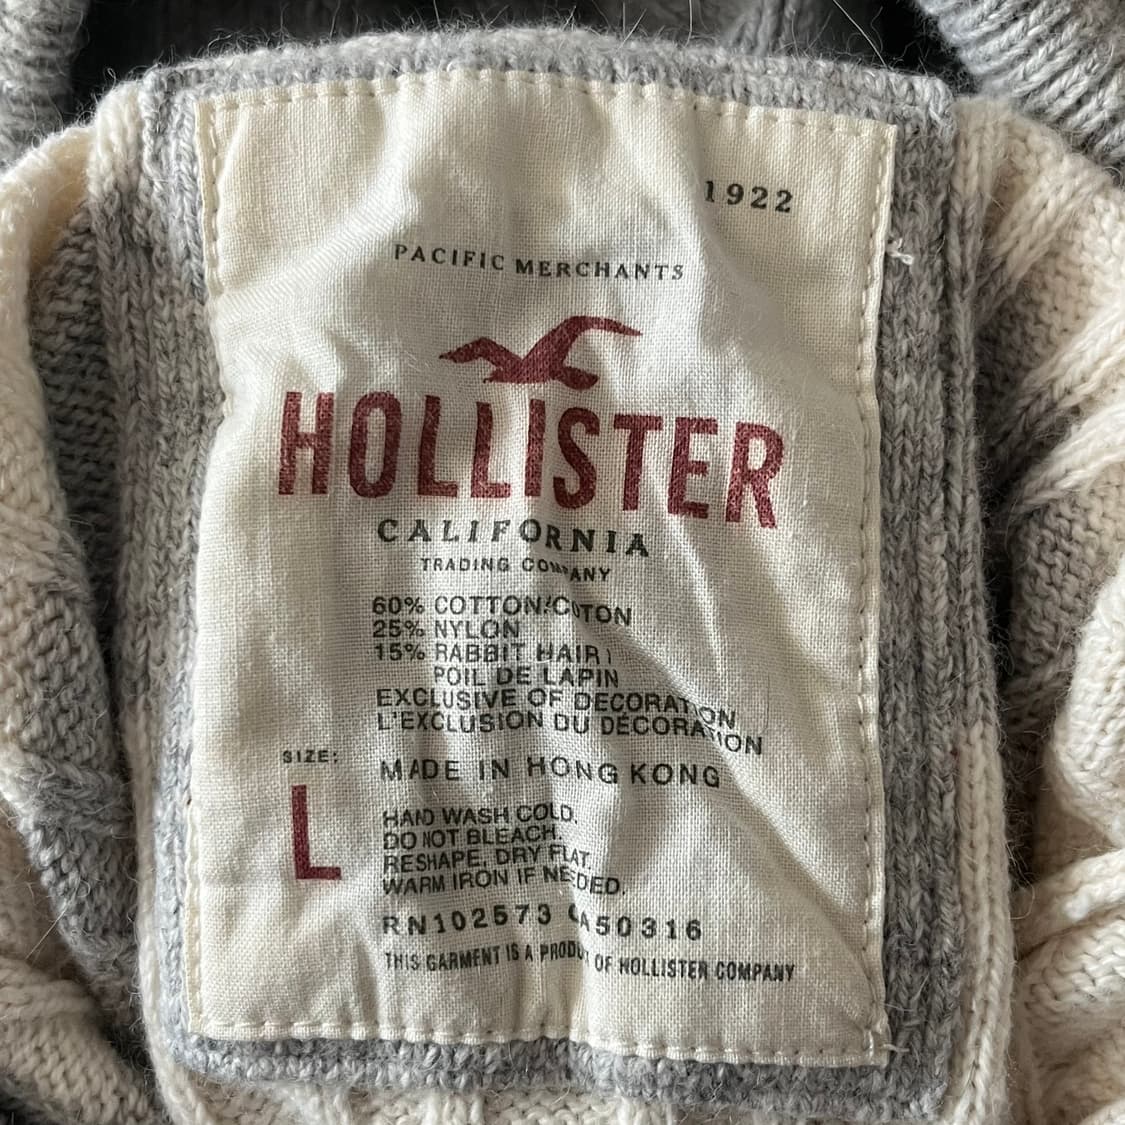 1922
PACIFIC MERCHANTS
HOLLISTER
CALIFORNIA
TRADING COMPANY
60% COTTON/COTON
25% NYLON
15% RABBIT HAIR/
POIL DE LAPIN
EXCLUSIVE OF DECORATION
L'EXCLUSION DU DÉCORATION
SIZE:
L
MADE IN HONG KONG
HAND WASH COLD.
DO NOT BLEACH.
RESHAPE, DRY FLAT.
WARM IRON IF NEEDED.
RN102573 CA50316
THIS GARMENT IS A PRODUCT OF HOLLISTER COMPANY